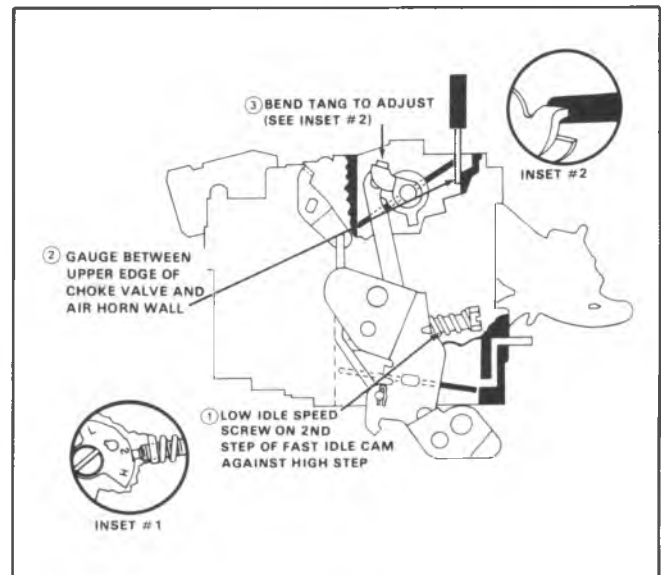 ③ BEND TANG TO ADJUST
(SEE INSET #2)
INSET #2
② GAUGE BETWEEN
UPPER EDGE OF
CHOKE VALVE AND
AIR HORN WALL
① LOW IDLE SPEED
SCREW ON 2ND
STEP OF FAST IDLE CAM
AGAINST HIGH STEP
L
2
H
INSET #1